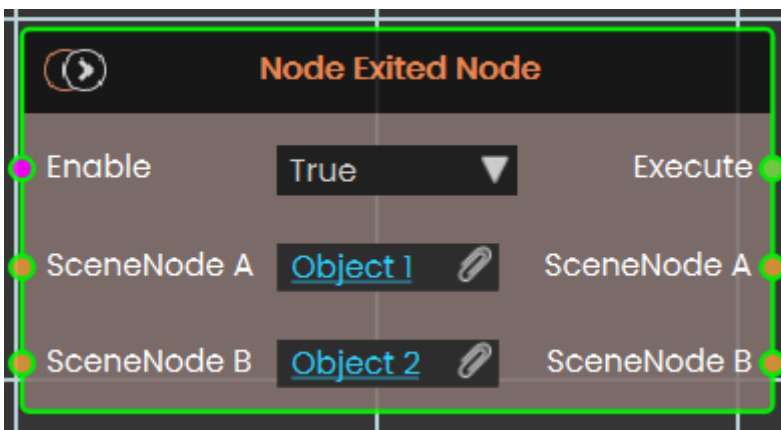 Node Exited Node
Enable True Execute
SceneNode A Object 1 SceneNode A
SceneNode B Object 2 SceneNode B